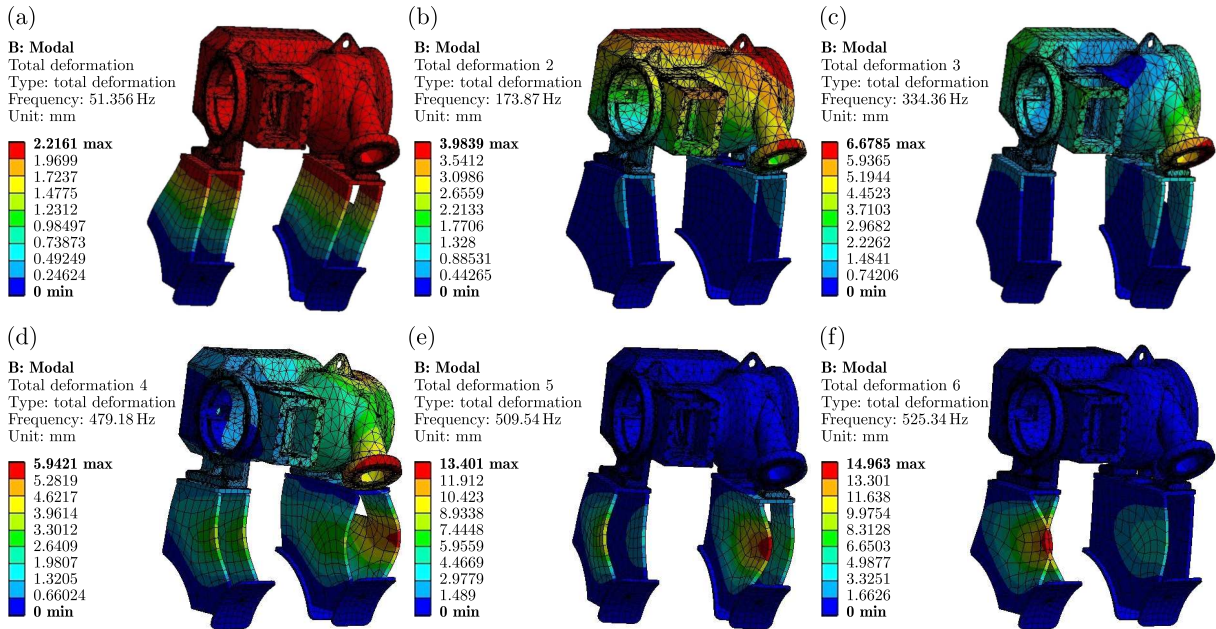 (a)
B: Modal
Total deformation
Type: total deformation
Frequency: 51.356 Hz
Unit: mm
2.2161 max
1.9699
1.7237
1.4775
1.2312
0.98497
0.73873
0.49249
0.24624
0 min
(b)
B: Modal
Total deformation 2
Type: total deformation
Frequency: 173.87 Hz
Unit: mm
3.9839 max
3.5412
3.0986
2.6559
2.2133
1.7706
1.328
0.88531
0.44265
0 min
(c)
B: Modal
Total deformation 3
Type: total deformation
Frequency: 334.36 Hz
Unit: mm
6.6785 max
5.9365
5.1944
4.4523
3.7103
2.9682
2.2262
1.4841
0.74206
0 min
(d)
B: Modal
Total deformation 4
Type: total deformation
Frequency: 479.18 Hz
Unit: mm
5.9421 max
5.2819
4.6217
3.9614
3.3012
2.6409
1.9807
1.3205
0.66024
0 min
(e)
B: Modal
Total deformation 5
Type: total deformation
Frequency: 509.54 Hz
Unit: mm
13.401 max
11.912
10.423
8.9338
7.4448
5.9559
4.4669
2.9779
1.489
0 min
(f)
B: Modal
Total deformation 6
Type: total deformation
Frequency: 525.34 Hz
Unit: mm
14.963 max
13.301
11.638
9.9754
8.3128
6.6503
4.9877
3.3251
1.6626
0 min